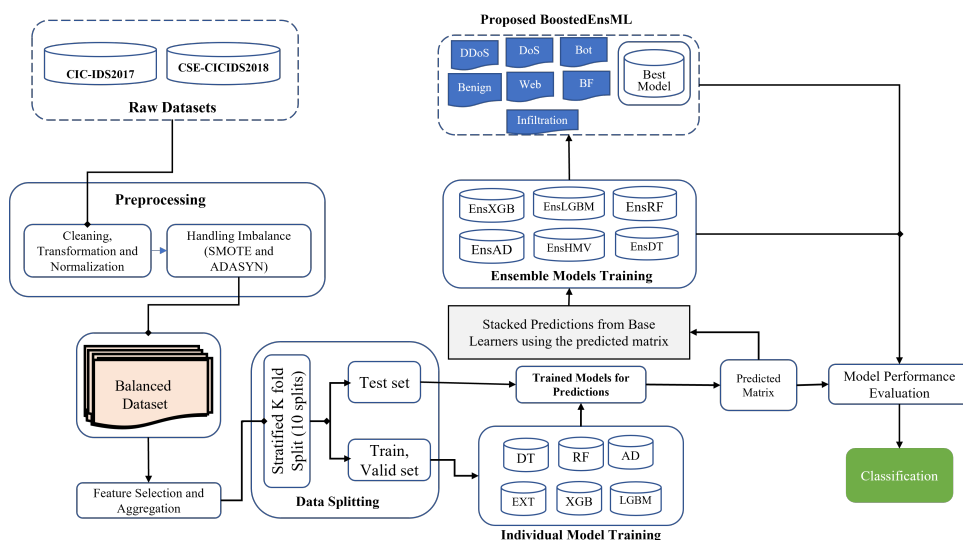 Proposed BoostedEnsML
DDoS
DoS
Bot
Benign
Web
BF
Infiltration
Best
Model
CIC-IDS2017
CSE-CICIDS2018
Raw Datasets
Preprocessing
Cleaning,
Transformation and
Normalization
Handling Imbalance
(SMOTE and
ADASYN)
EnsXGB
EnsLGBM
EnsRF
EnsAD
EnsHMV
EnsDT
Ensemble Models Training
Stacked Predictions from Base
Learners using the predicted matrix
Balanced
Dataset
Feature Selection and
Aggregation
Stratified K fold
Split (10 splits)
Test set
Train,
Valid set
Data Splitting
Trained Models for
Predictions
Predicted
Matrix
Model Performance
Evaluation
Classification
DT
RF
AD
EXT
XGB
LGBM
Individual Model Training